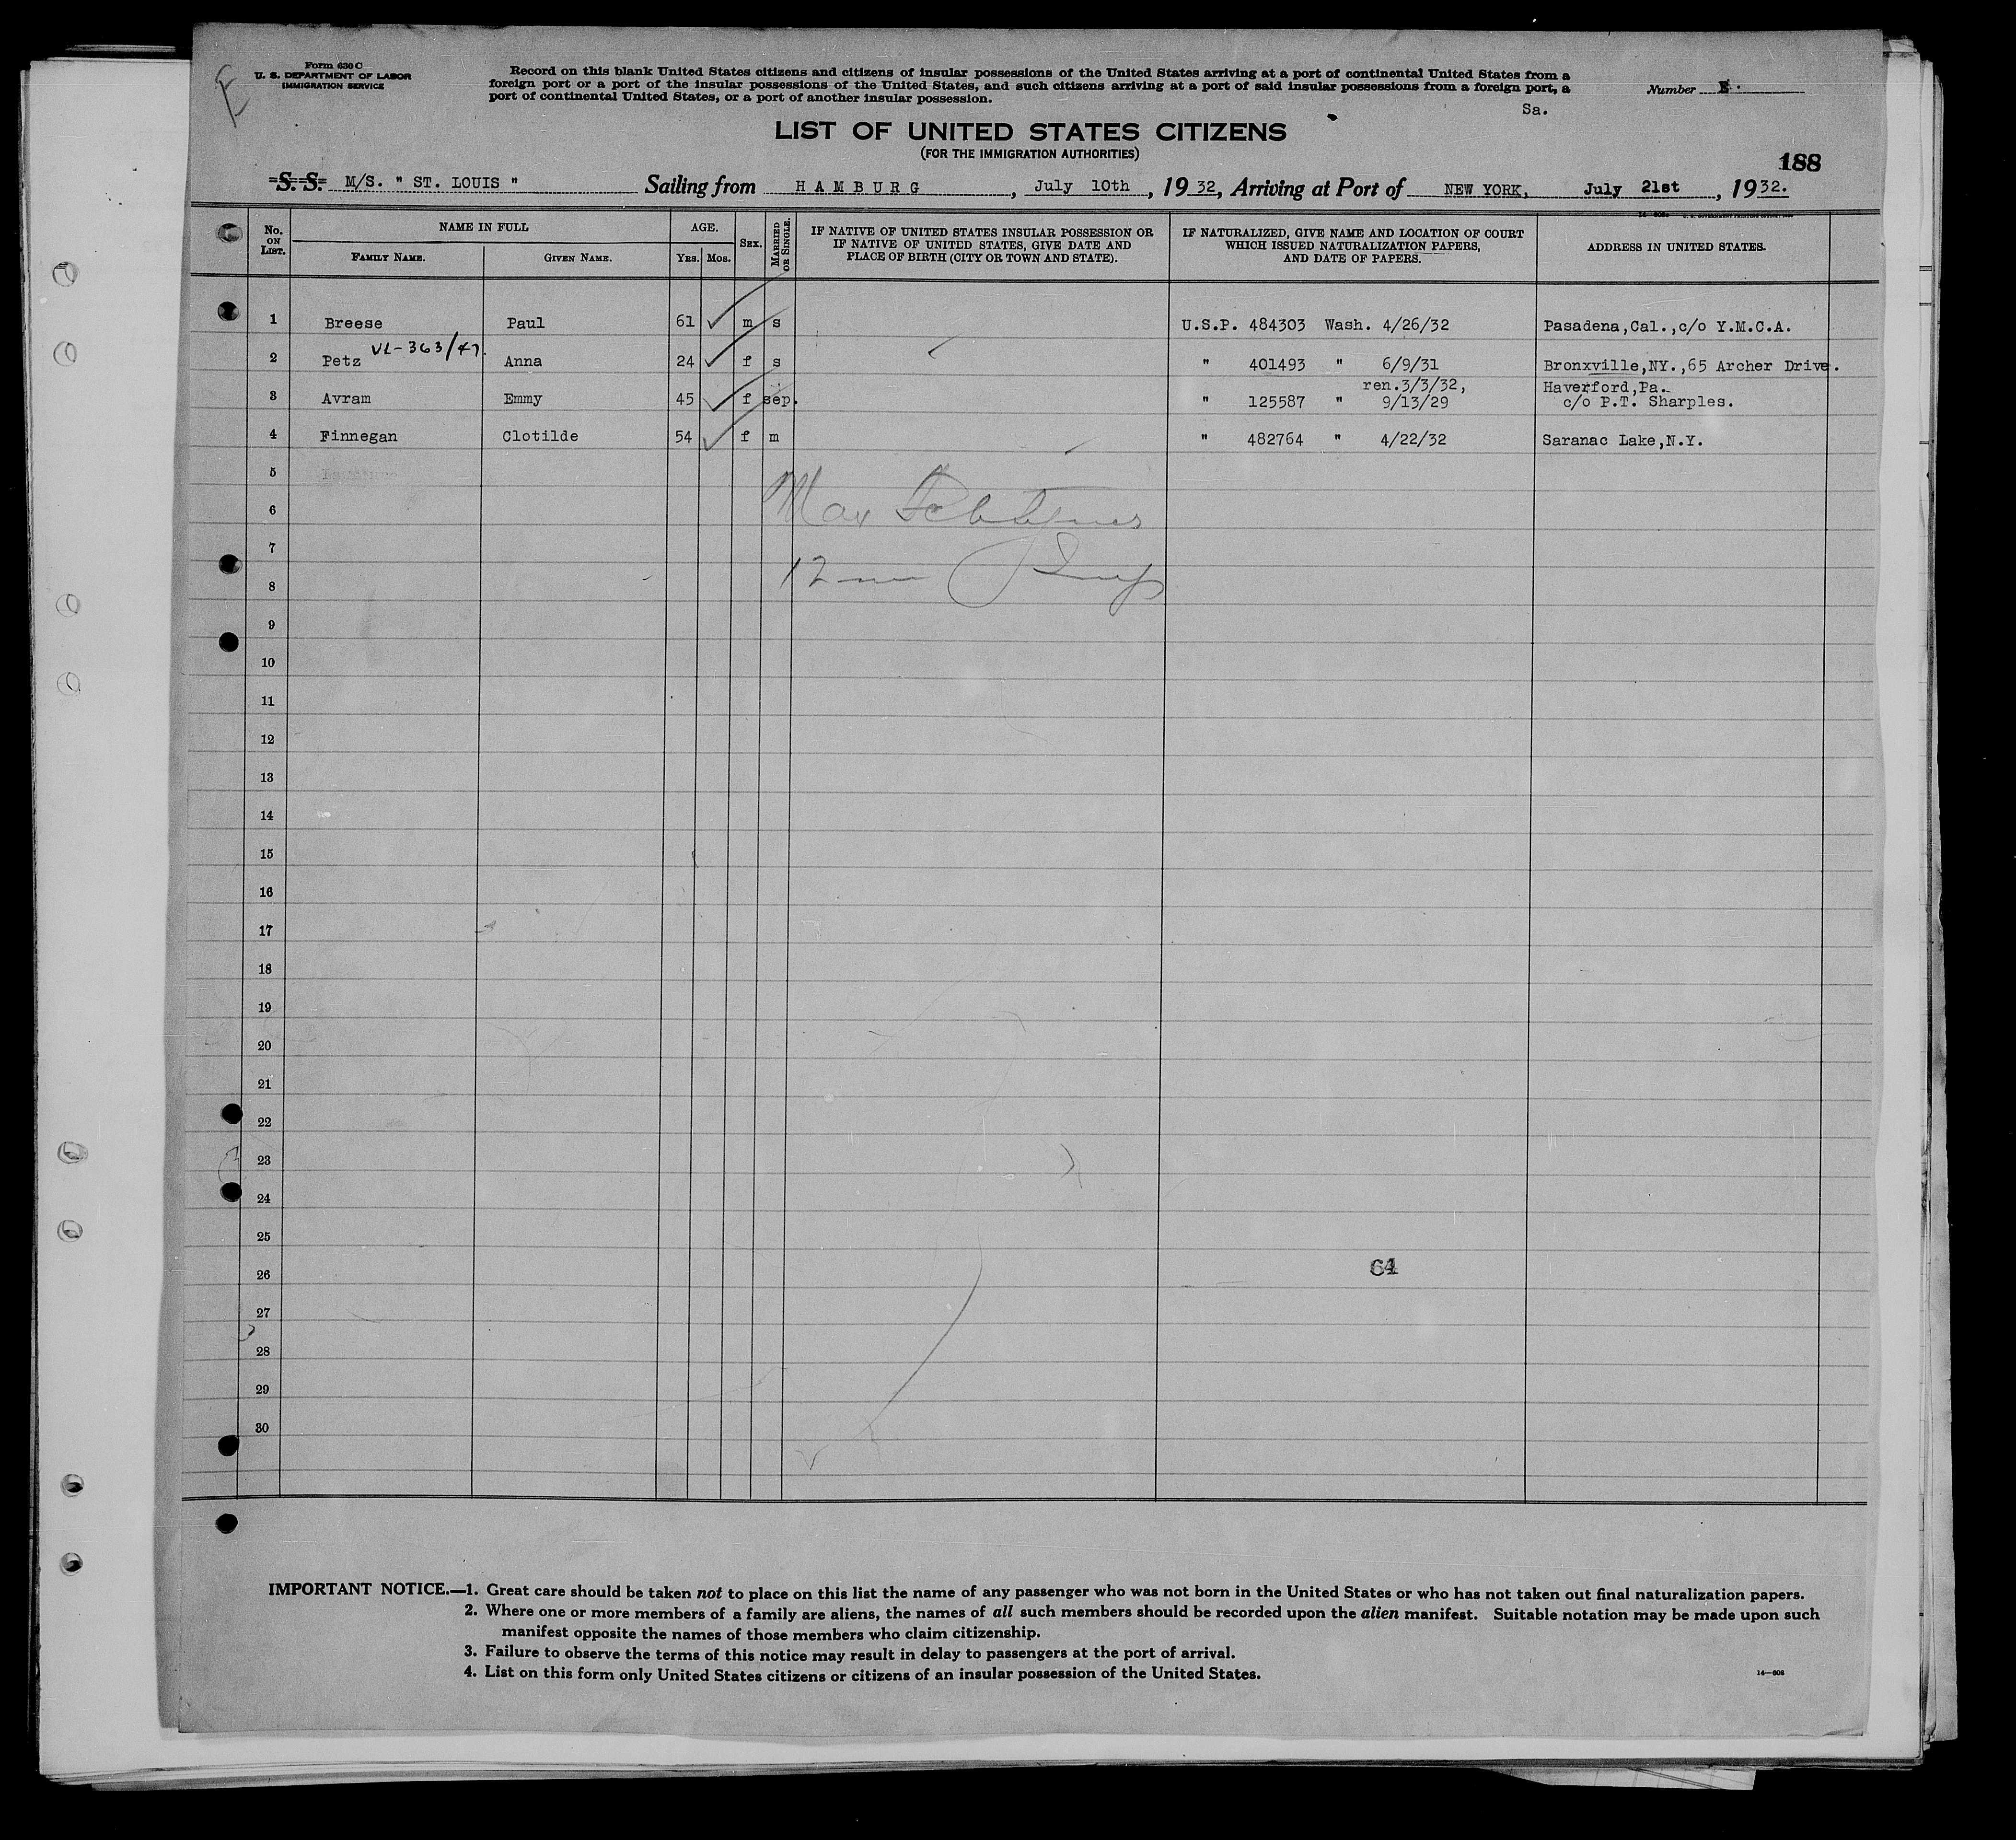 Form 630 C
U. S. DEPARTMENT OF LABOR
IMMIGRATION SERVICE
Record on this blank United States citizens and citizens of insular possessions of the United States arriving at a port of continental United States from a
foreign port or a port of the insular possessions of the United States, and such citizens arriving at a port of said insular possessions from a foreign port, a
port of continental United States, or a port of another insular possession.
Number E.
Sa.
LIST OF UNITED STATES CITIZENS
(FOR THE IMMIGRATION AUTHORITIES)
188
S. S. M/S. " ST. LOUIS " Sailing from HAMBURG, July 10th, 1932, Arriving at Port of NEW YORK, July 21st, 1932.
No. ON LIST. NAME IN FULL AGE. SEX. MARRIED OR SINGLE. IF NATIVE OF UNITED STATES INSULAR POSSESSION OR IF NATIVE OF UNITED STATES, GIVE DATE AND PLACE OF BIRTH (CITY OR TOWN AND STATE). IF NATURALIZED, GIVE NAME AND LOCATION OF COURT WHICH ISSUED NATURALIZATION PAPERS, AND DATE OF PAPERS. ADDRESS IN UNITED STATES.
FAMILY NAME. GIVEN NAME. YRS. MOS.
1 Breese Paul 61 m s U.S.P. 484303 Wash. 4/26/32 Pasadena,Cal.,c/o Y.M.C.A.
VL-363/47.
2 Petz Anna 24 f s " 401493 " 6/9/31 Bronxville,NY.,65 Archer Drive.
ren.3/3/32, Haverford,Pa.
3 Avram Emmy 45 f sep. " 125587 " 9/13/29 c/o P.T. Sharples.
4 Finnegan Clotilde 54 f m " 482764 " 4/22/32 Saranac Lake,N.Y.
5
6 Max
7
8 12
9
10
11
12
13
14
15
16
17
18
19
20
21
22
23
24
25
26 64
27
28
29
30
IMPORTANT NOTICE.—1. Great care should be taken not to place on this list the name of any passenger who was not born in the United States or who has not taken out final naturalization papers.
2. Where one or more members of a family are aliens, the names of all such members should be recorded upon the alien manifest. Suitable notation may be made upon such
manifest opposite the names of those members who claim citizenship.
3. Failure to observe the terms of this notice may result in delay to passengers at the port of arrival.
4. List on this form only United States citizens or citizens of an insular possession of the United States.
14—608